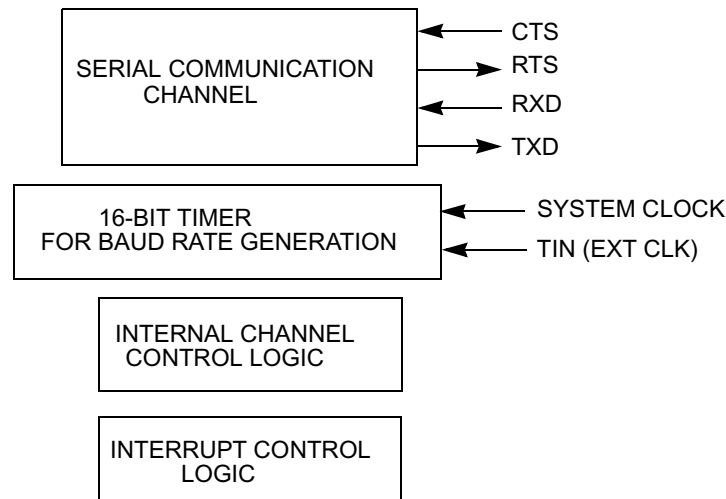 SERIAL COMMUNICATION
CHANNEL
CTS
RTS
RXD
TXD
16-BIT TIMER
FOR BAUD RATE GENERATION
SYSTEM CLOCK
TIN (EXT CLK)
INTERNAL CHANNEL
CONTROL LOGIC
INTERRUPT CONTROL
LOGIC